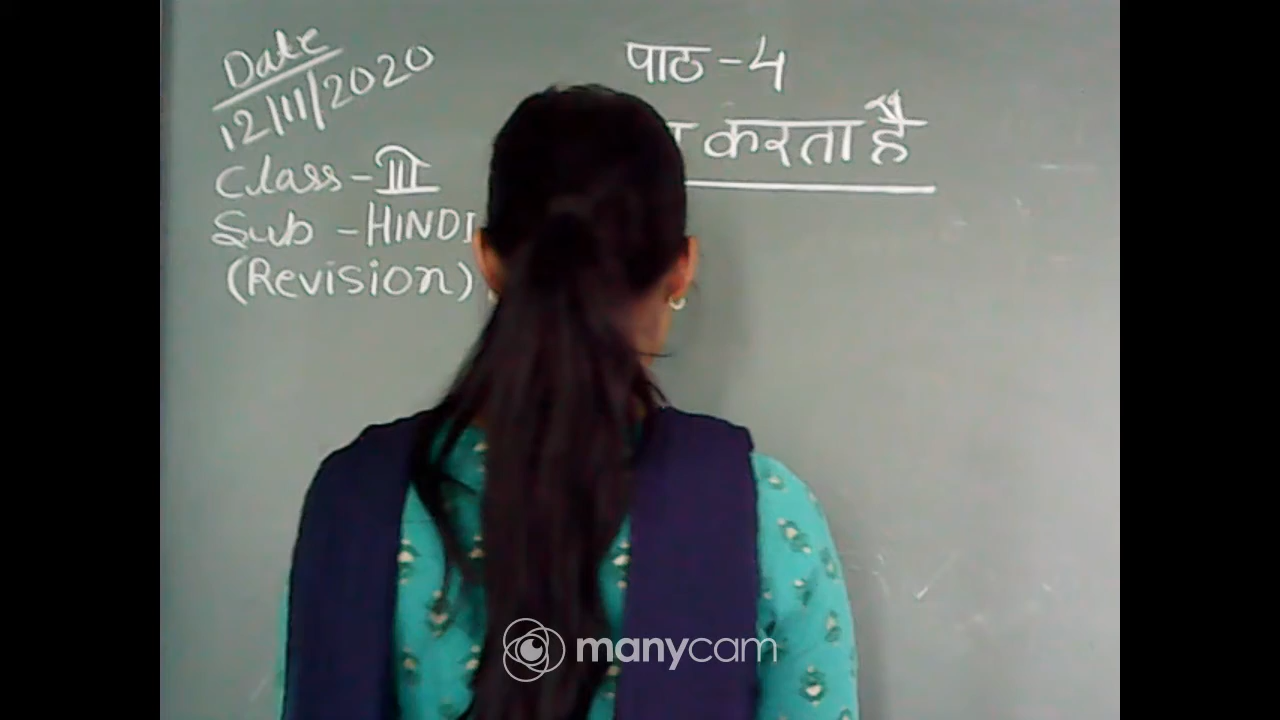 Date
12/11/2020
Class - III
Sub - HINDI
(Revision)
पाठ - 4
करता है
manycam